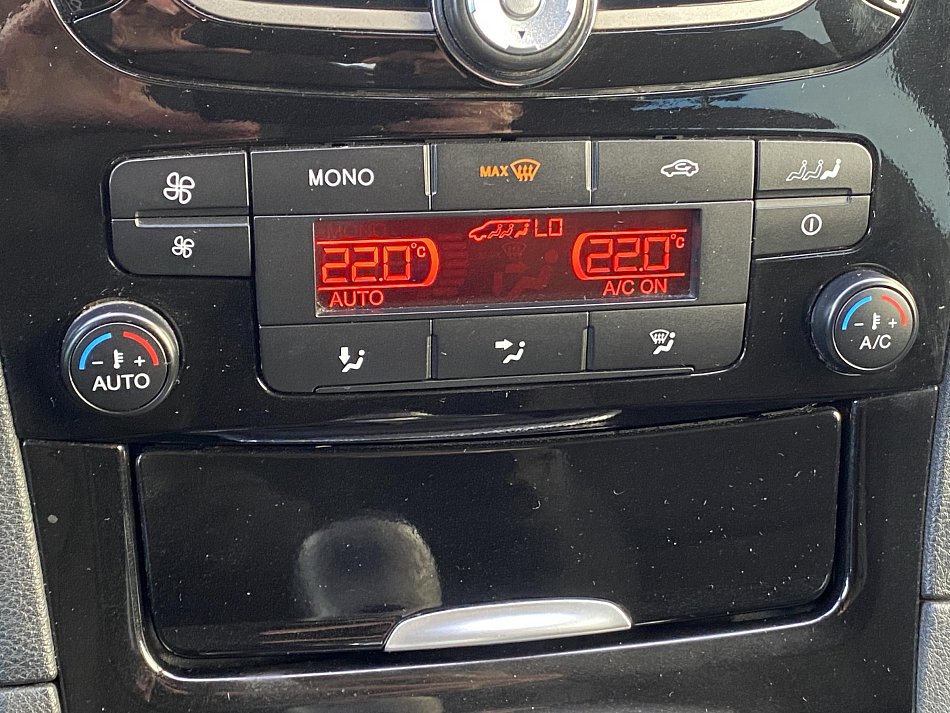 MONO
MAX
LO
22.0°C
22.0°C
AUTO
A/C ON
- +
AUTO
- +
A/C